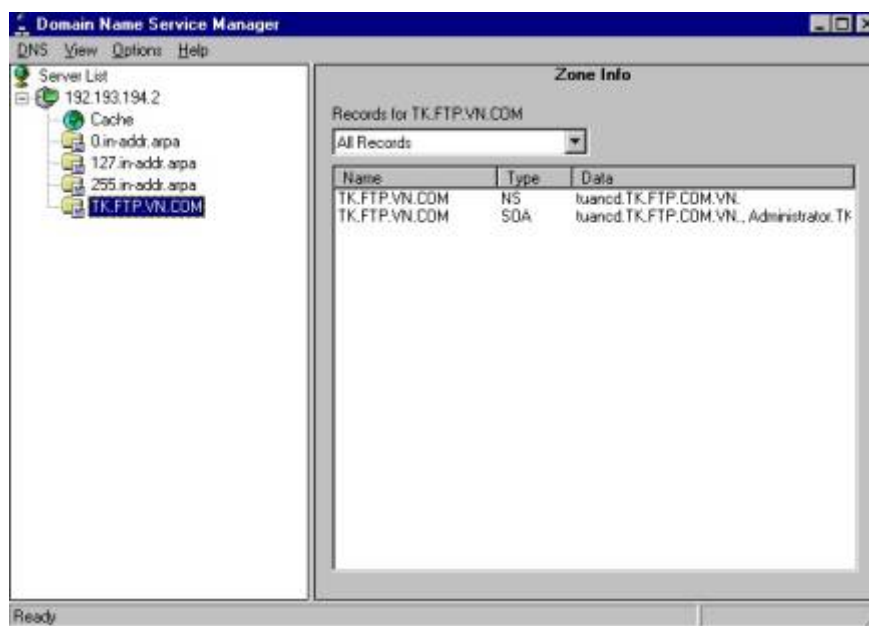 Domain Name Service Manager
DNS View Options Help
Server List
192.193.194.2
Cache
0.in-addr.arpa
127.in-addr.arpa
255.in-addr.arpa
TK.FTP.VN.COM
Zone Info
Records for TK.FTP.VN.COM
All Records
Name Type Data
TK.FTP.VN.COM NS tuancd.TK.FTP.COM.VN.
TK.FTP.VN.COM SOA tuancd.TK.FTP.COM.VN., Administrator.TK
Ready